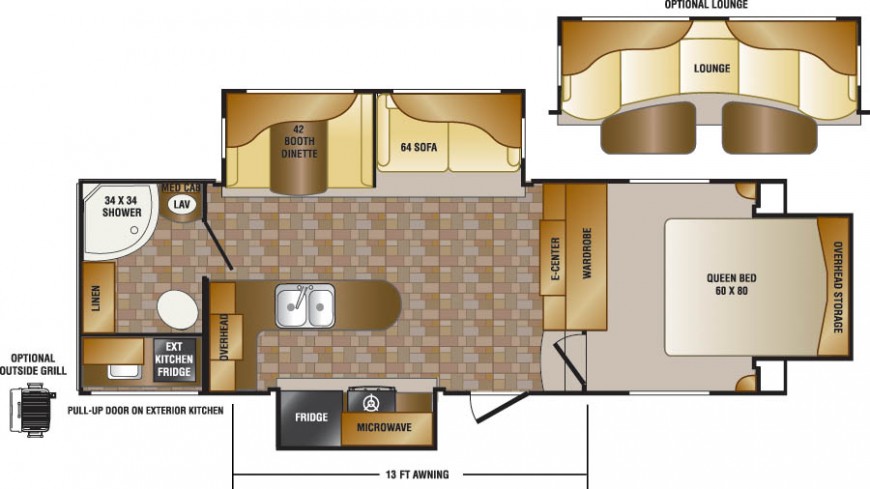 OPTIONAL LOUNGE
LOUNGE
42
BOOTH
DINETTE
64 SOFA
MED CAB
34 X 34
SHOWER
LAV
LINEN
E-CENTER
WARDROBE
QUEEN BED
60 X 80
OVERHEAD STORAGE
OVERHEAD
EXT
KITCHEN
FRIDGE
OPTIONAL
OUTSIDE GRILL
PULL-UP DOOR ON EXTERIOR KITCHEN
FRIDGE
MICROWAVE
13 FT AWNING